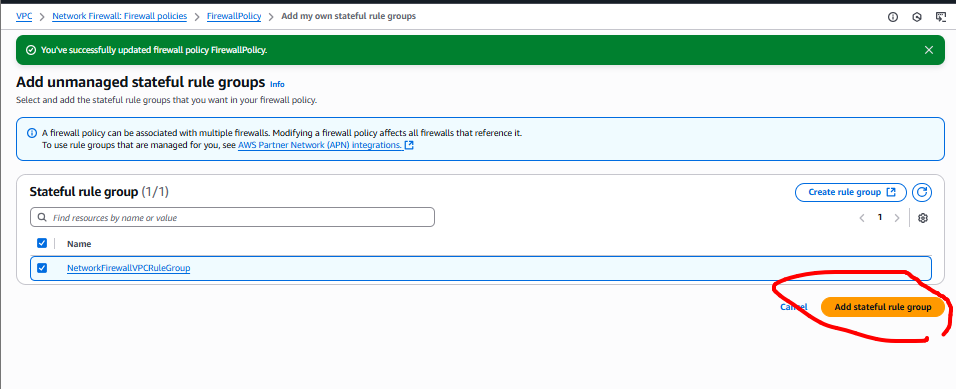 VPC > Network Firewall: Firewall policies > FirewallPolicy > Add my own stateful rule groups
You've successfully updated firewall policy FirewallPolicy.
Add unmanaged stateful rule groups Info
Select and add the stateful rule groups that you want in your firewall policy.
A firewall policy can be associated with multiple firewalls. Modifying a firewall policy affects all firewalls that reference it.
To use rule groups that are managed for you, see AWS Partner Network (APN) integrations.
Stateful rule group (1/1)
Create rule group
Find resources by name or value
1
Name
NetworkFirewallVPCRuleGroup
Cancel
Add stateful rule group